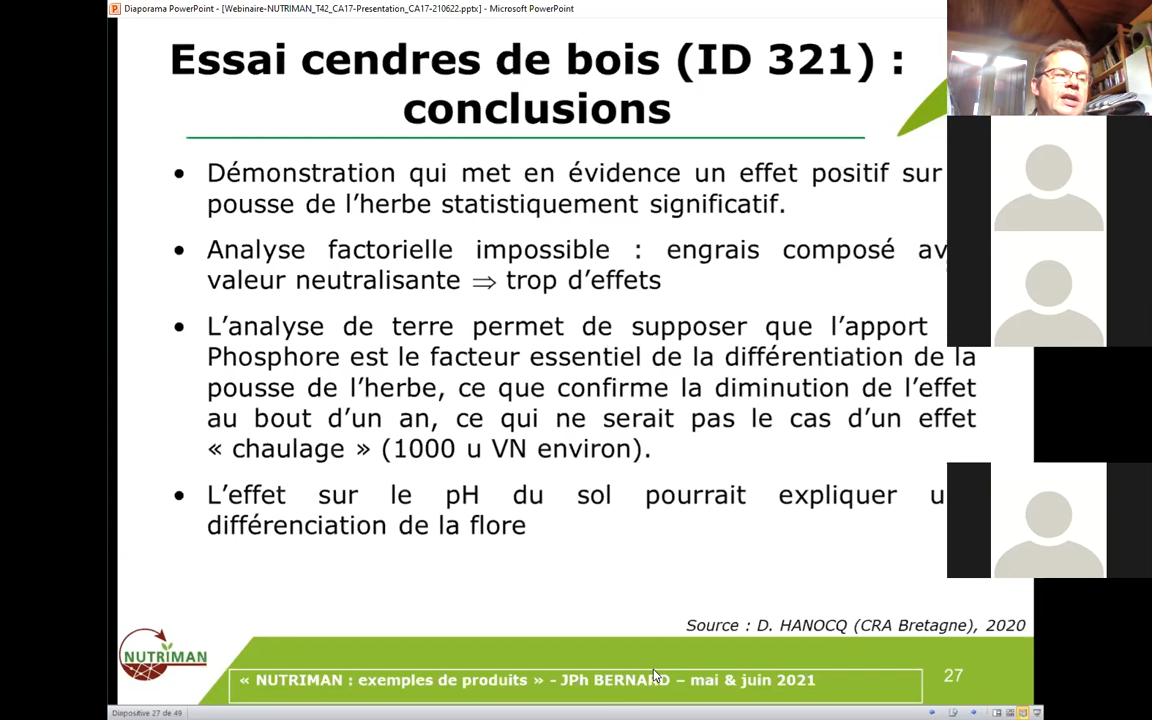 Diaporama PowerPoint - [Webinaire-NUTRIMAN_T42_CA17-Presentation_CA17-210622.pptx] - Microsoft PowerPoint
Essai cendres de bois (ID 321) :
conclusions
• Démonstration qui met en évidence un effet positif sur
pousse de l’herbe statistiquement significatif.
• Analyse factorielle impossible : engrais composé
valeur neutralisante ⇒ trop d’effets
• L’analyse de terre permet de supposer que l’apport
Phosphore est le facteur essentiel de la différentiation de la
pousse de l’herbe, ce que confirme la diminution de l’effet
au bout d’un an, ce qui ne serait pas le cas d’un effet
« chaulage » (1000 u VN environ).
• L’effet sur le pH du sol pourrait expliquer
différenciation de la flore
Source : D. HANOCQ (CRA Bretagne), 2020
NUTRIMAN
« NUTRIMAN : exemples de produits » - JPh BERNARD – mai & juin 2021
27
Diapositive 27 de 49